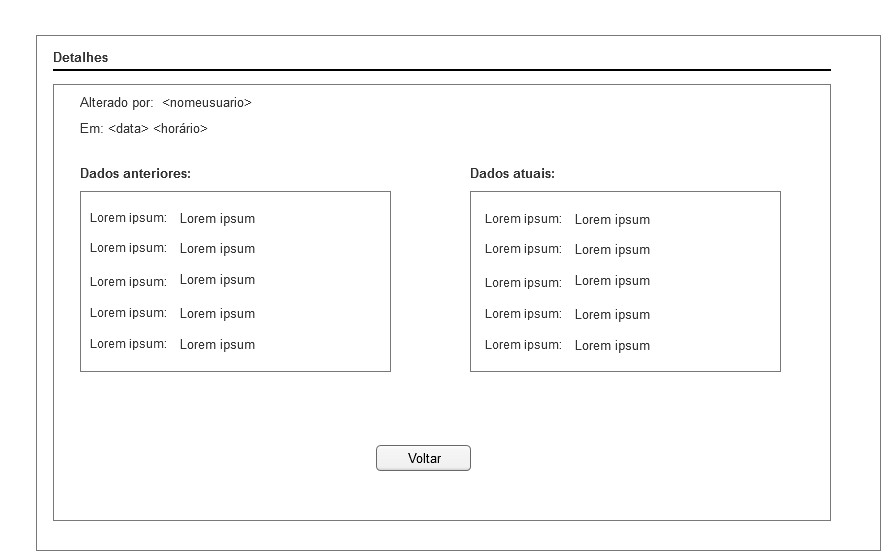 Detalhes
Alterado por: <nomeusuario>
Em: <data> <horário>
Dados anteriores:
Lorem ipsum: Lorem ipsum
Lorem ipsum: Lorem ipsum
Lorem ipsum: Lorem ipsum
Lorem ipsum: Lorem ipsum
Lorem ipsum: Lorem ipsum
Dados atuais:
Lorem ipsum: Lorem ipsum
Lorem ipsum: Lorem ipsum
Lorem ipsum: Lorem ipsum
Lorem ipsum: Lorem ipsum
Lorem ipsum: Lorem ipsum
Voltar